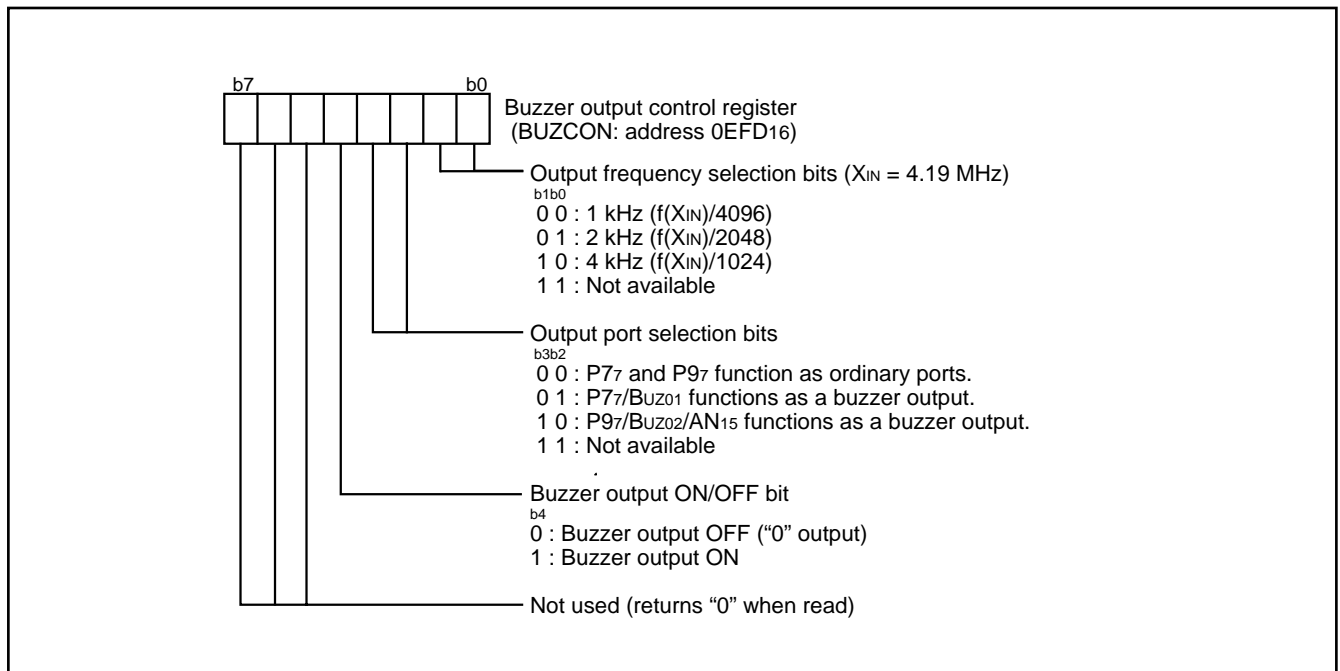 b7 b0
Buzzer output control register
(BUZCON: address 0EFD16)
Output frequency selection bits (XIN = 4.19 MHz)
b1b0
0 0 : 1 kHz (f(XIN)/4096)
0 1 : 2 kHz (f(XIN)/2048)
1 0 : 4 kHz (f(XIN)/1024)
1 1 : Not available
Output port selection bits
b3b2
0 0 : P77 and P97 function as ordinary ports.
0 1 : P77/BUZ01 functions as a buzzer output.
1 0 : P97/BUZ02/AN15 functions as a buzzer output.
1 1 : Not available
Buzzer output ON/OFF bit
b4
0 : Buzzer output OFF (“0” output)
1 : Buzzer output ON
Not used (returns “0” when read)